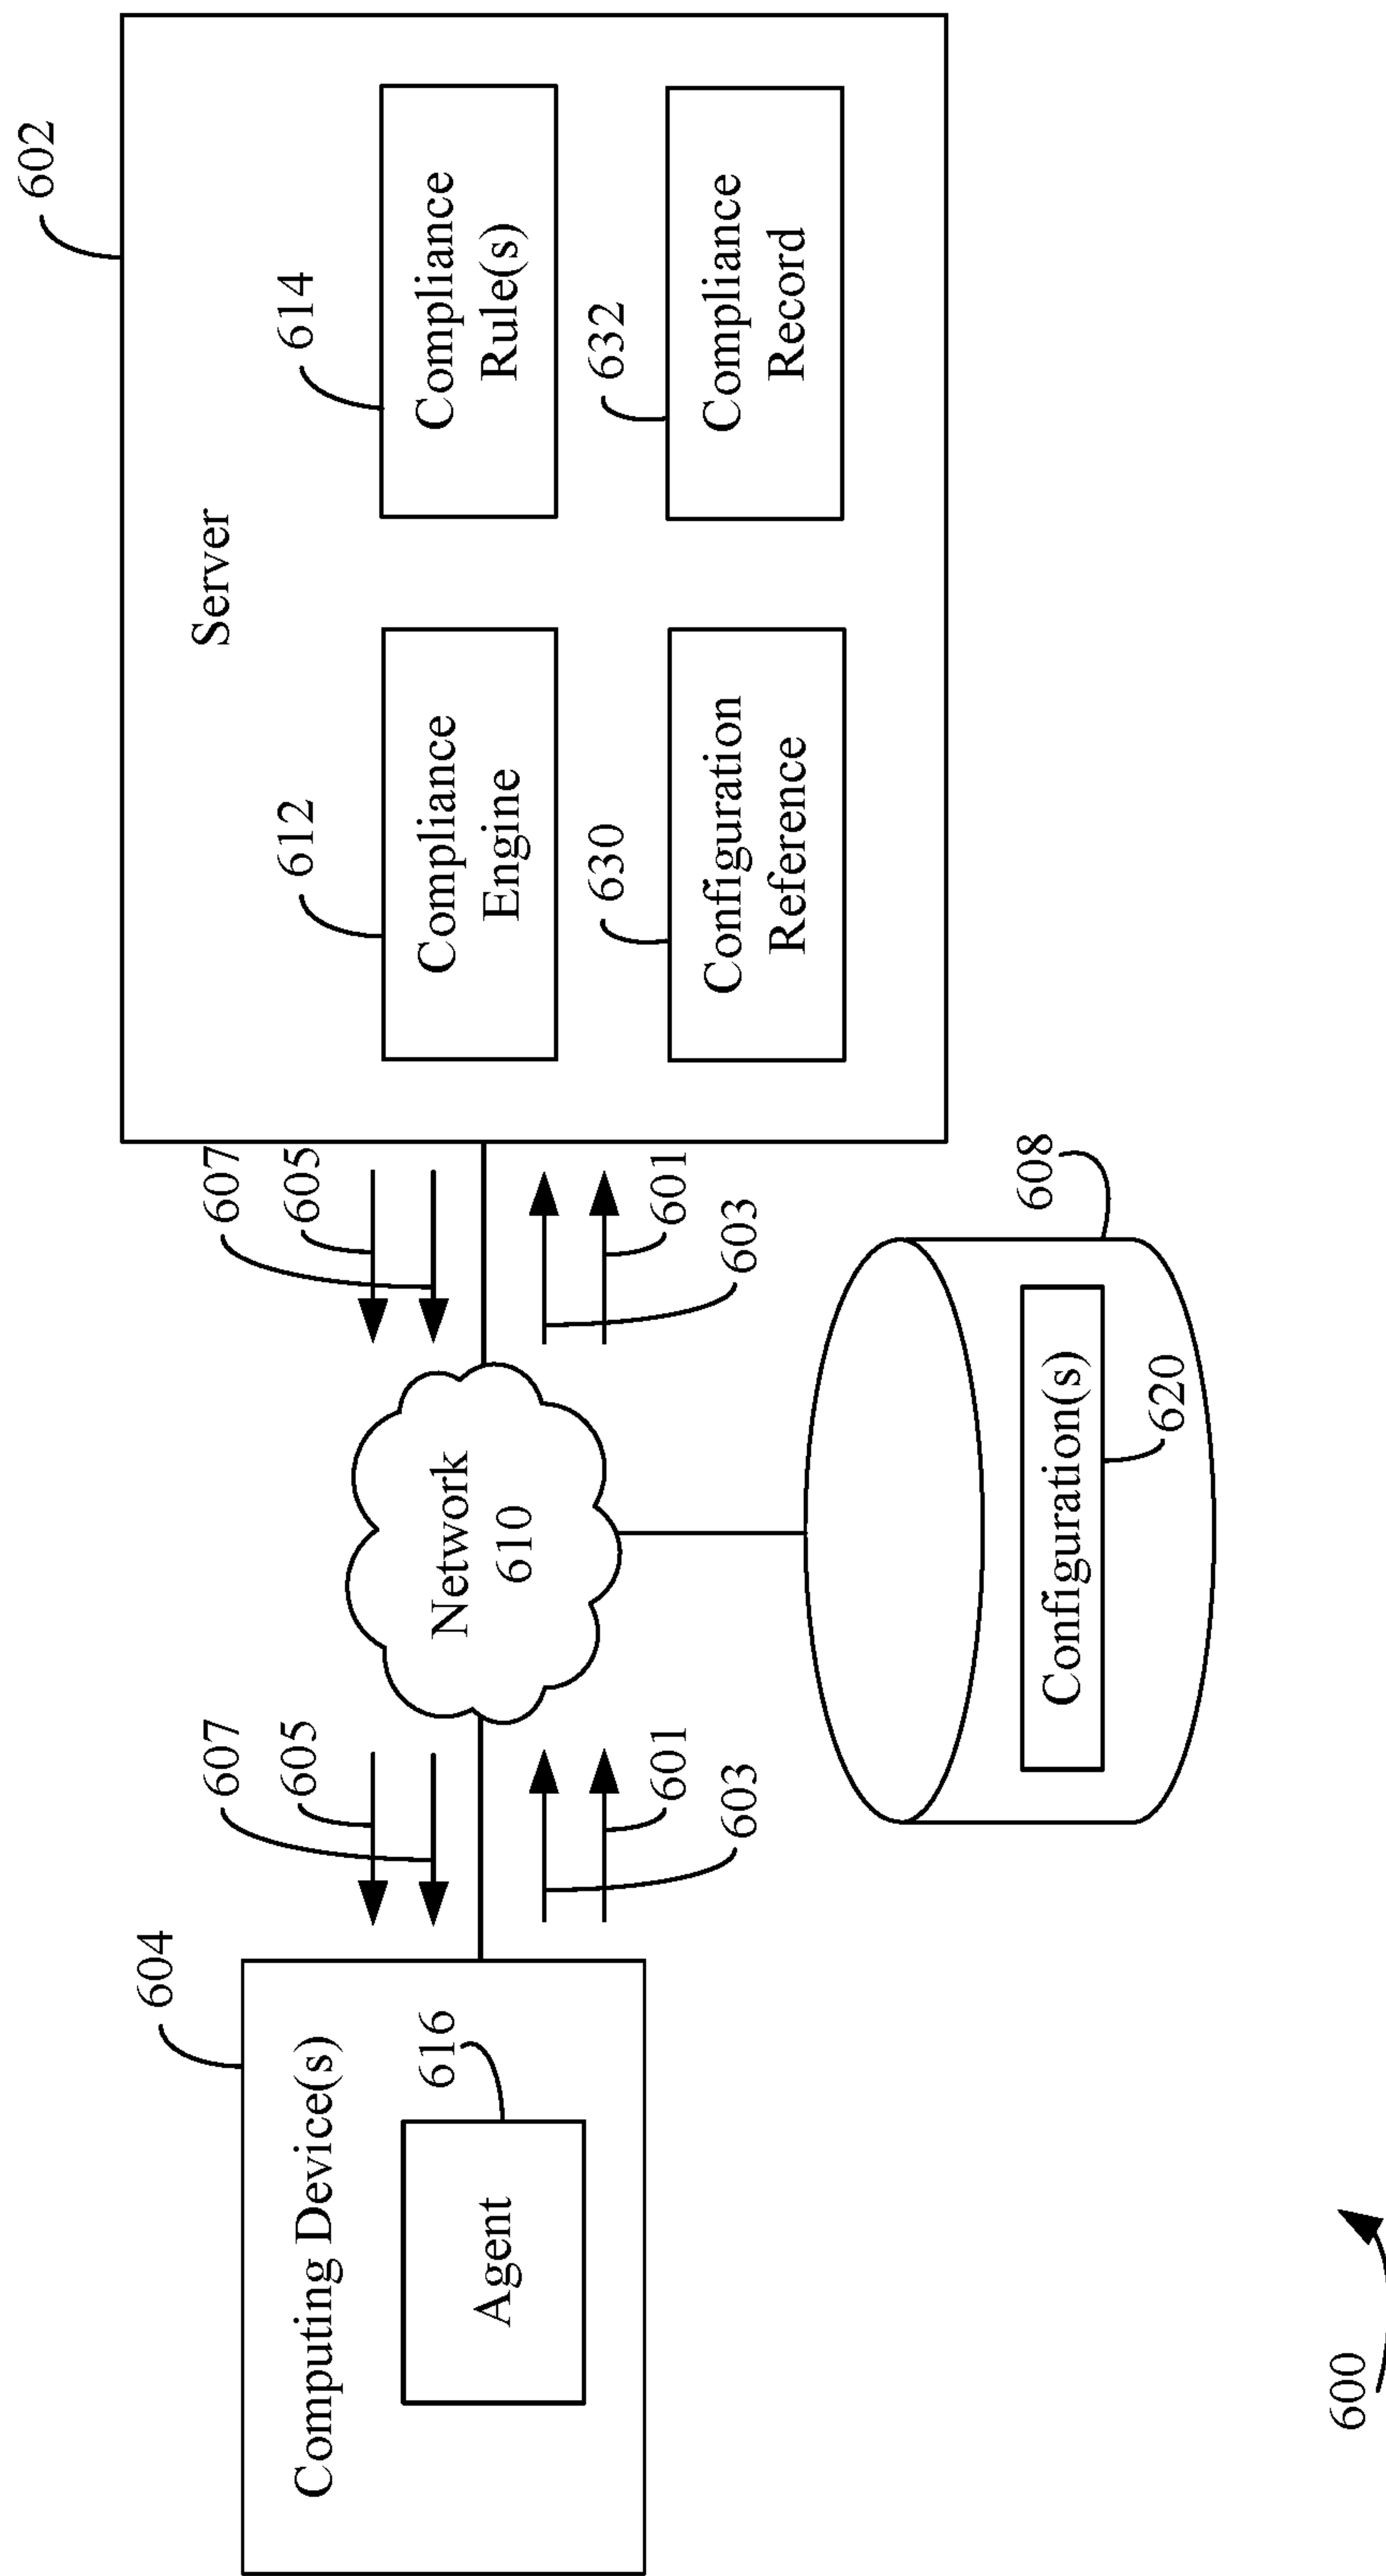 602
Server
612
Compliance
Engine
614
Compliance
Rule(s)
630
Configuration
Reference
632
Compliance
Record
604
Computing Device(s)
616
Agent
607
605
601
603
Network
610
607
605
601
603
608
Configuration(s)
620
600